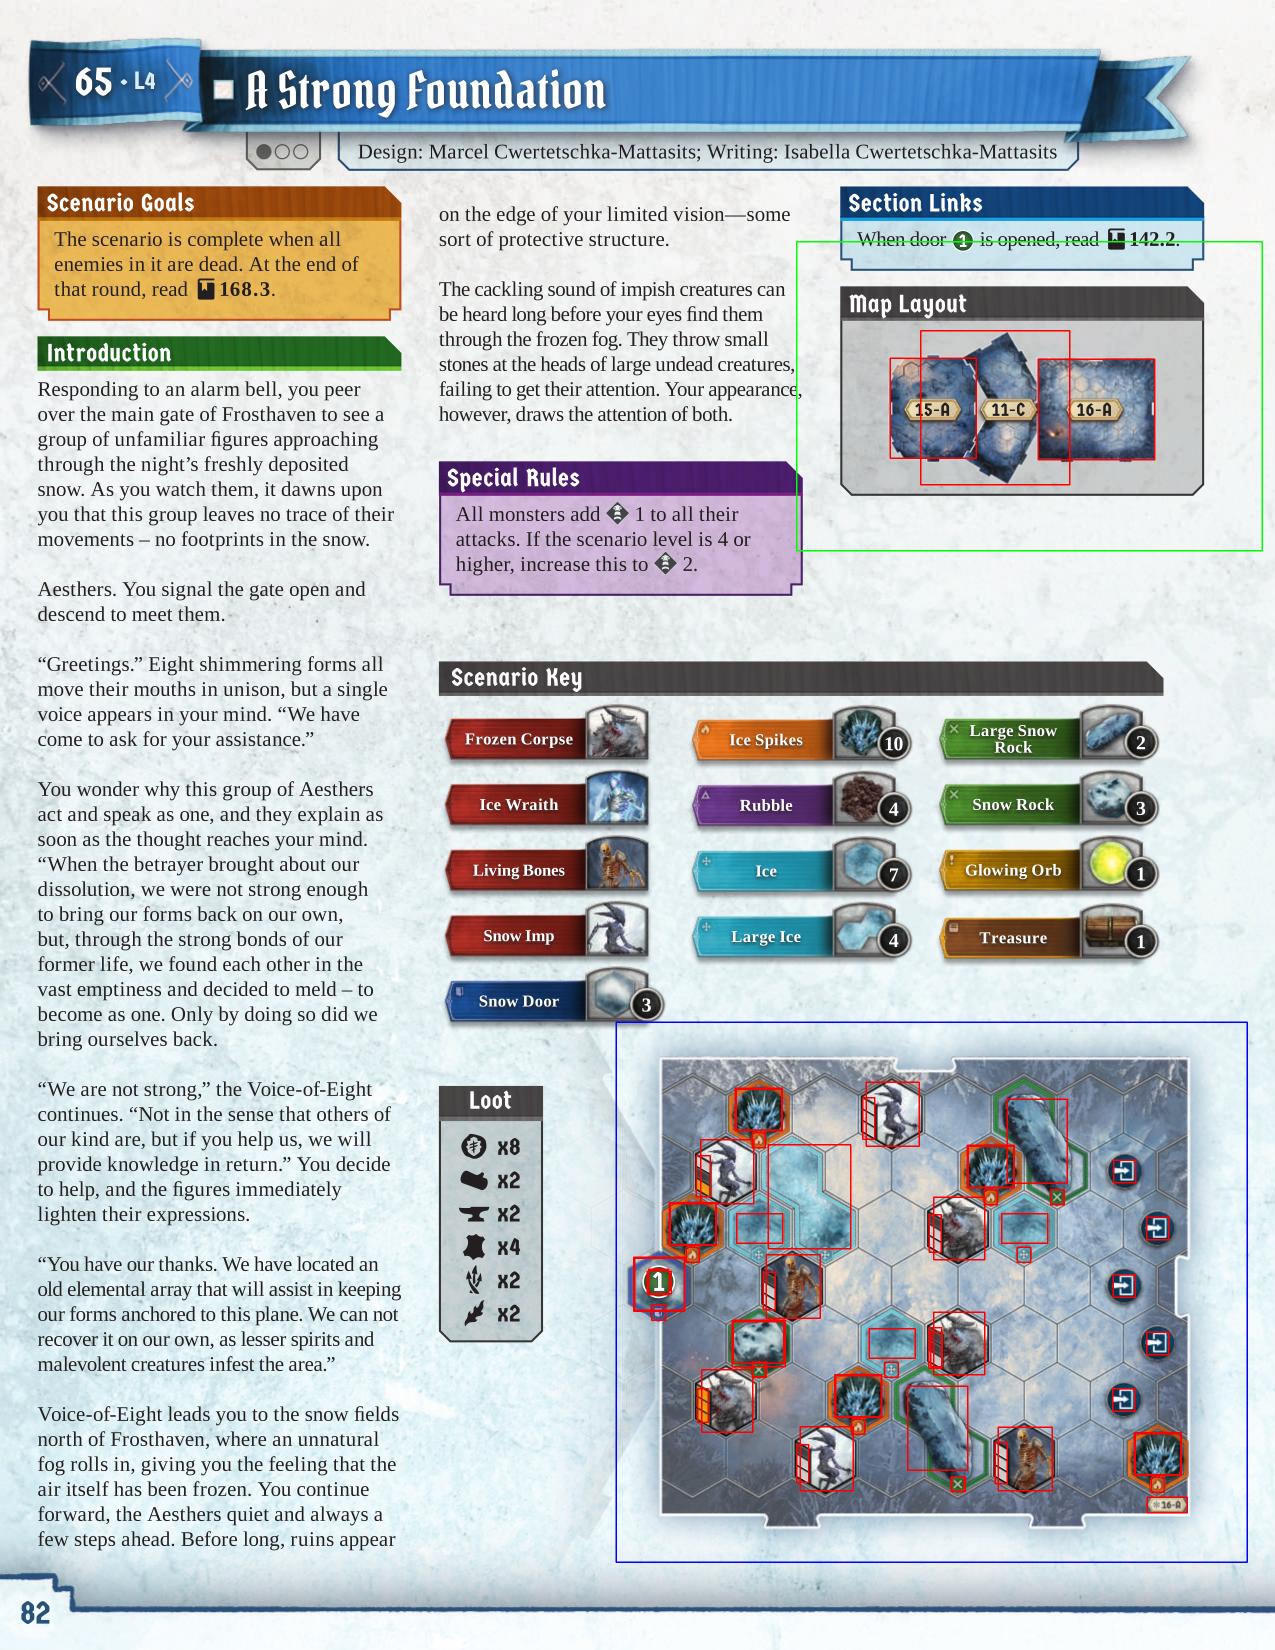 65 · L4
A Strong Foundation
Design: Marcel Cwertetschka-Mattasits; Writing: Isabella Cwertetschka-Mattasits
Scenario Goals
The scenario is complete when all
enemies in it are dead. At the end of
that round, read 168.3.
Introduction
Responding to an alarm bell, you peer
over the main gate of Frosthaven to see a
group of unfamiliar figures approaching
through the night’s freshly deposited
snow. As you watch them, it dawns upon
you that this group leaves no trace of their
movements – no footprints in the snow.
Aesthers. You signal the gate open and
descend to meet them.
“Greetings.” Eight shimmering forms all
move their mouths in unison, but a single
voice appears in your mind. “We have
come to ask for your assistance.”
You wonder why this group of Aesthers
act and speak as one, and they explain as
soon as the thought reaches your mind.
“When the betrayer brought about our
dissolution, we were not strong enough
to bring our forms back on our own,
but, through the strong bonds of our
former life, we found each other in the
vast emptiness and decided to meld – to
become as one. Only by doing so did we
bring ourselves back.
“We are not strong,” the Voice-of-Eight
continues. “Not in the sense that others of
our kind are, but if you help us, we will
provide knowledge in return.” You decide
to help, and the figures immediately
lighten their expressions.
“You have our thanks. We have located an
old elemental array that will assist in keeping
our forms anchored to this plane. We can not
recover it on our own, as lesser spirits and
malevolent creatures infest the area.”
Voice-of-Eight leads you to the snow fields
north of Frosthaven, where an unnatural
fog rolls in, giving you the feeling that the
air itself has been frozen. You continue
forward, the Aesthers quiet and always a
few steps ahead. Before long, ruins appear
on the edge of your limited vision—some
sort of protective structure.
The cackling sound of impish creatures can
be heard long before your eyes find them
through the frozen fog. They throw small
stones at the heads of large undead creatures,
failing to get their attention. Your appearance,
however, draws the attention of both.
Special Rules
All monsters add 1 to all their
attacks. If the scenario level is 4 or
higher, increase this to 2.
Section Links
When door 1 is opened, read 142.2.
Map Layout
15-A 11-C 16-A
Scenario Key
Frozen Corpse
Ice Spikes 10
Large Snow
Rock 2
Ice Wraith
Rubble 4
Snow Rock 3
Living Bones
Ice 7
Glowing Orb 1
Snow Imp
Large Ice 4
Treasure 1
Snow Door 3
Loot
x8
x2
x2
x4
x2
x2
1
16-A
82